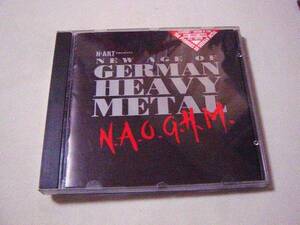 N·ART PRESENTS
NEW AGE OF
GERMAN
HEAVY
METAL
N.A.O.G.H.M.